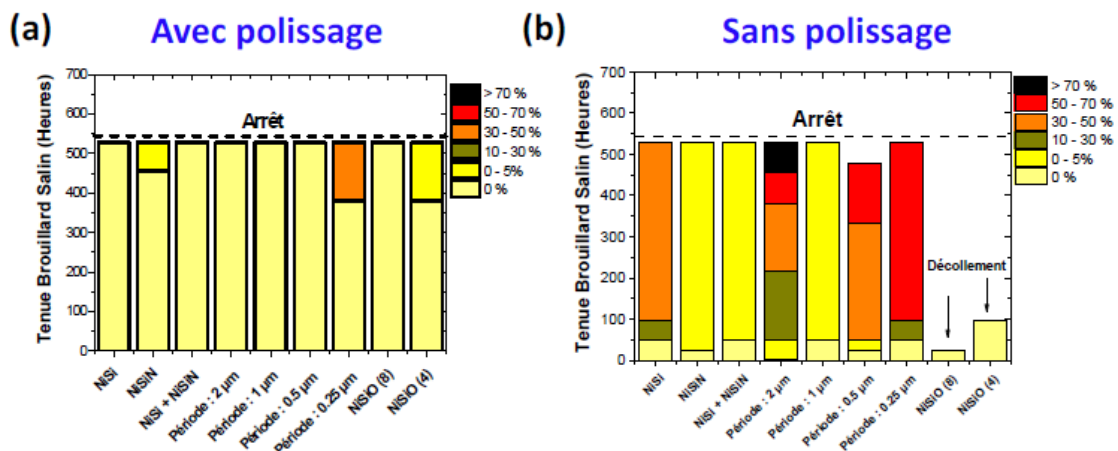 (a) Avec polissage
Tenue Brouillard Salin (Heures)
700
600
500
400
300
200
100
0
Arrêt
> 70 %
50 - 70 %
30 - 50 %
10 - 30 %
0 - 5%
0 %
NiSi
NiSiN
NiSi + NiSiN
Période : 2 µm
Période : 1 µm
Période : 0.5 µm
Période : 0.25 µm
NiSiO (8)
NiSiO (4)
(b) Sans polissage
Tenue Brouillard Salin (Heures)
700
600
500
400
300
200
100
0
Arrêt
> 70 %
50 - 70 %
30 - 50 %
10 - 30 %
0 - 5%
0 %
Décollement
NiSi
NiSiN
NiSi + NiSiN
Période : 2 µm
Période : 1 µm
Période : 0.5 µm
Période : 0.25 µm
NiSiO (8)
NiSiO (4)